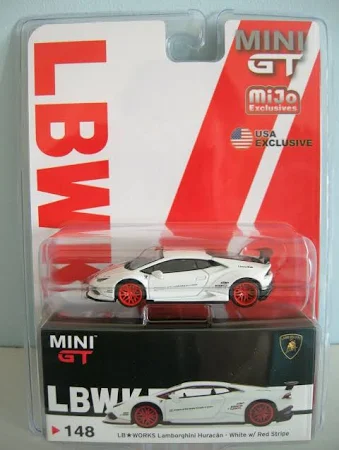 LBWK
MINI
GT
MiJo
Exclusives
USA
EXCLUSIVE
MINI
GT
LBWK
148
LB★WORKS Lamborghini Huracán - White w/ Red Stripe